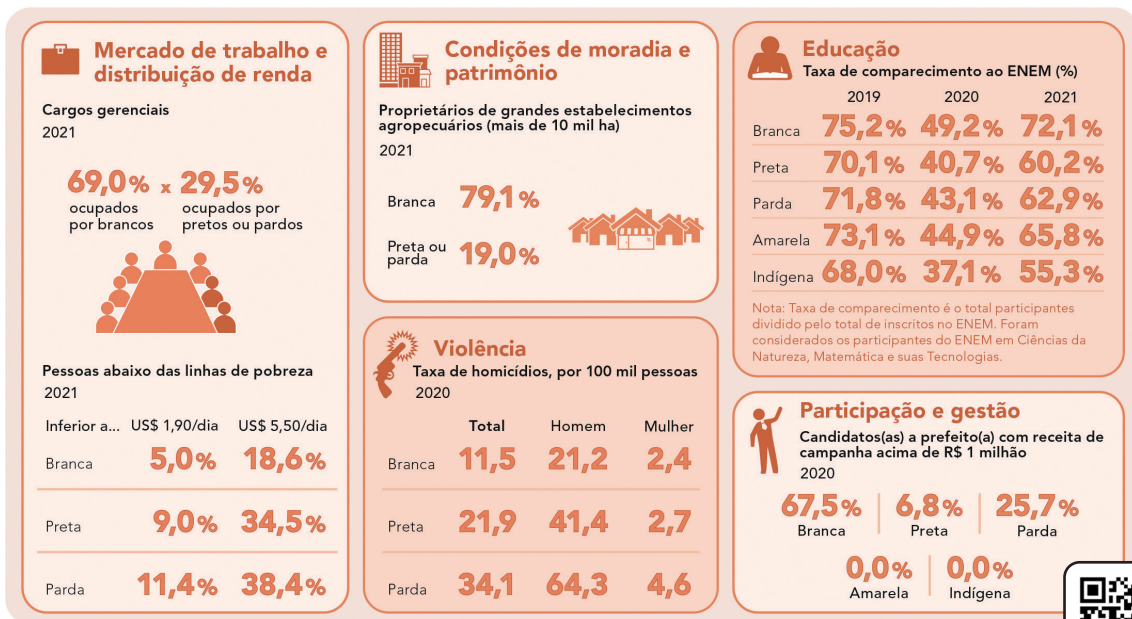 Mercado de trabalho e
distribuição de renda
Cargos gerenciais
2021
69,0% x 29,5%
ocupados ocupados por
por brancos pretos ou pardos
Pessoas abaixo das linhas de pobreza
2021
Inferior a... US$ 1,90/dia US$ 5,50/dia
Branca 5,0% 18,6%
Preta 9,0% 34,5%
Parda 11,4% 38,4%
Condições de moradia e
patrimônio
Proprietários de grandes estabelecimentos
agropecuários (mais de 10 mil ha)
2021
Branca 79,1%
Preta ou
parda 19,0%
Violência
Taxa de homicídios, por 100 mil pessoas
2020
Total Homem Mulher
Branca 11,5 21,2 2,4
Preta 21,9 41,4 2,7
Parda 34,1 64,3 4,6
Educação
Taxa de comparecimento ao ENEM (%)
2019 2020 2021
Branca 75,2% 49,2% 72,1%
Preta 70,1% 40,7% 60,2%
Parda 71,8% 43,1% 62,9%
Amarela 73,1% 44,9% 65,8%
Indígena 68,0% 37,1% 55,3%
Nota: Taxa de comparecimento é o total participantes
dividido pelo total de inscritos no ENEM. Foram
considerados os participantes do ENEM em Ciências da
Natureza, Matemática e suas Tecnologias.
Participação e gestão
Candidatos(as) a prefeito(a) com receita de
campanha acima de R$ 1 milhão
2020
67,5% 6,8% 25,7%
Branca Preta Parda
0,0% 0,0%
Amarela Indígena